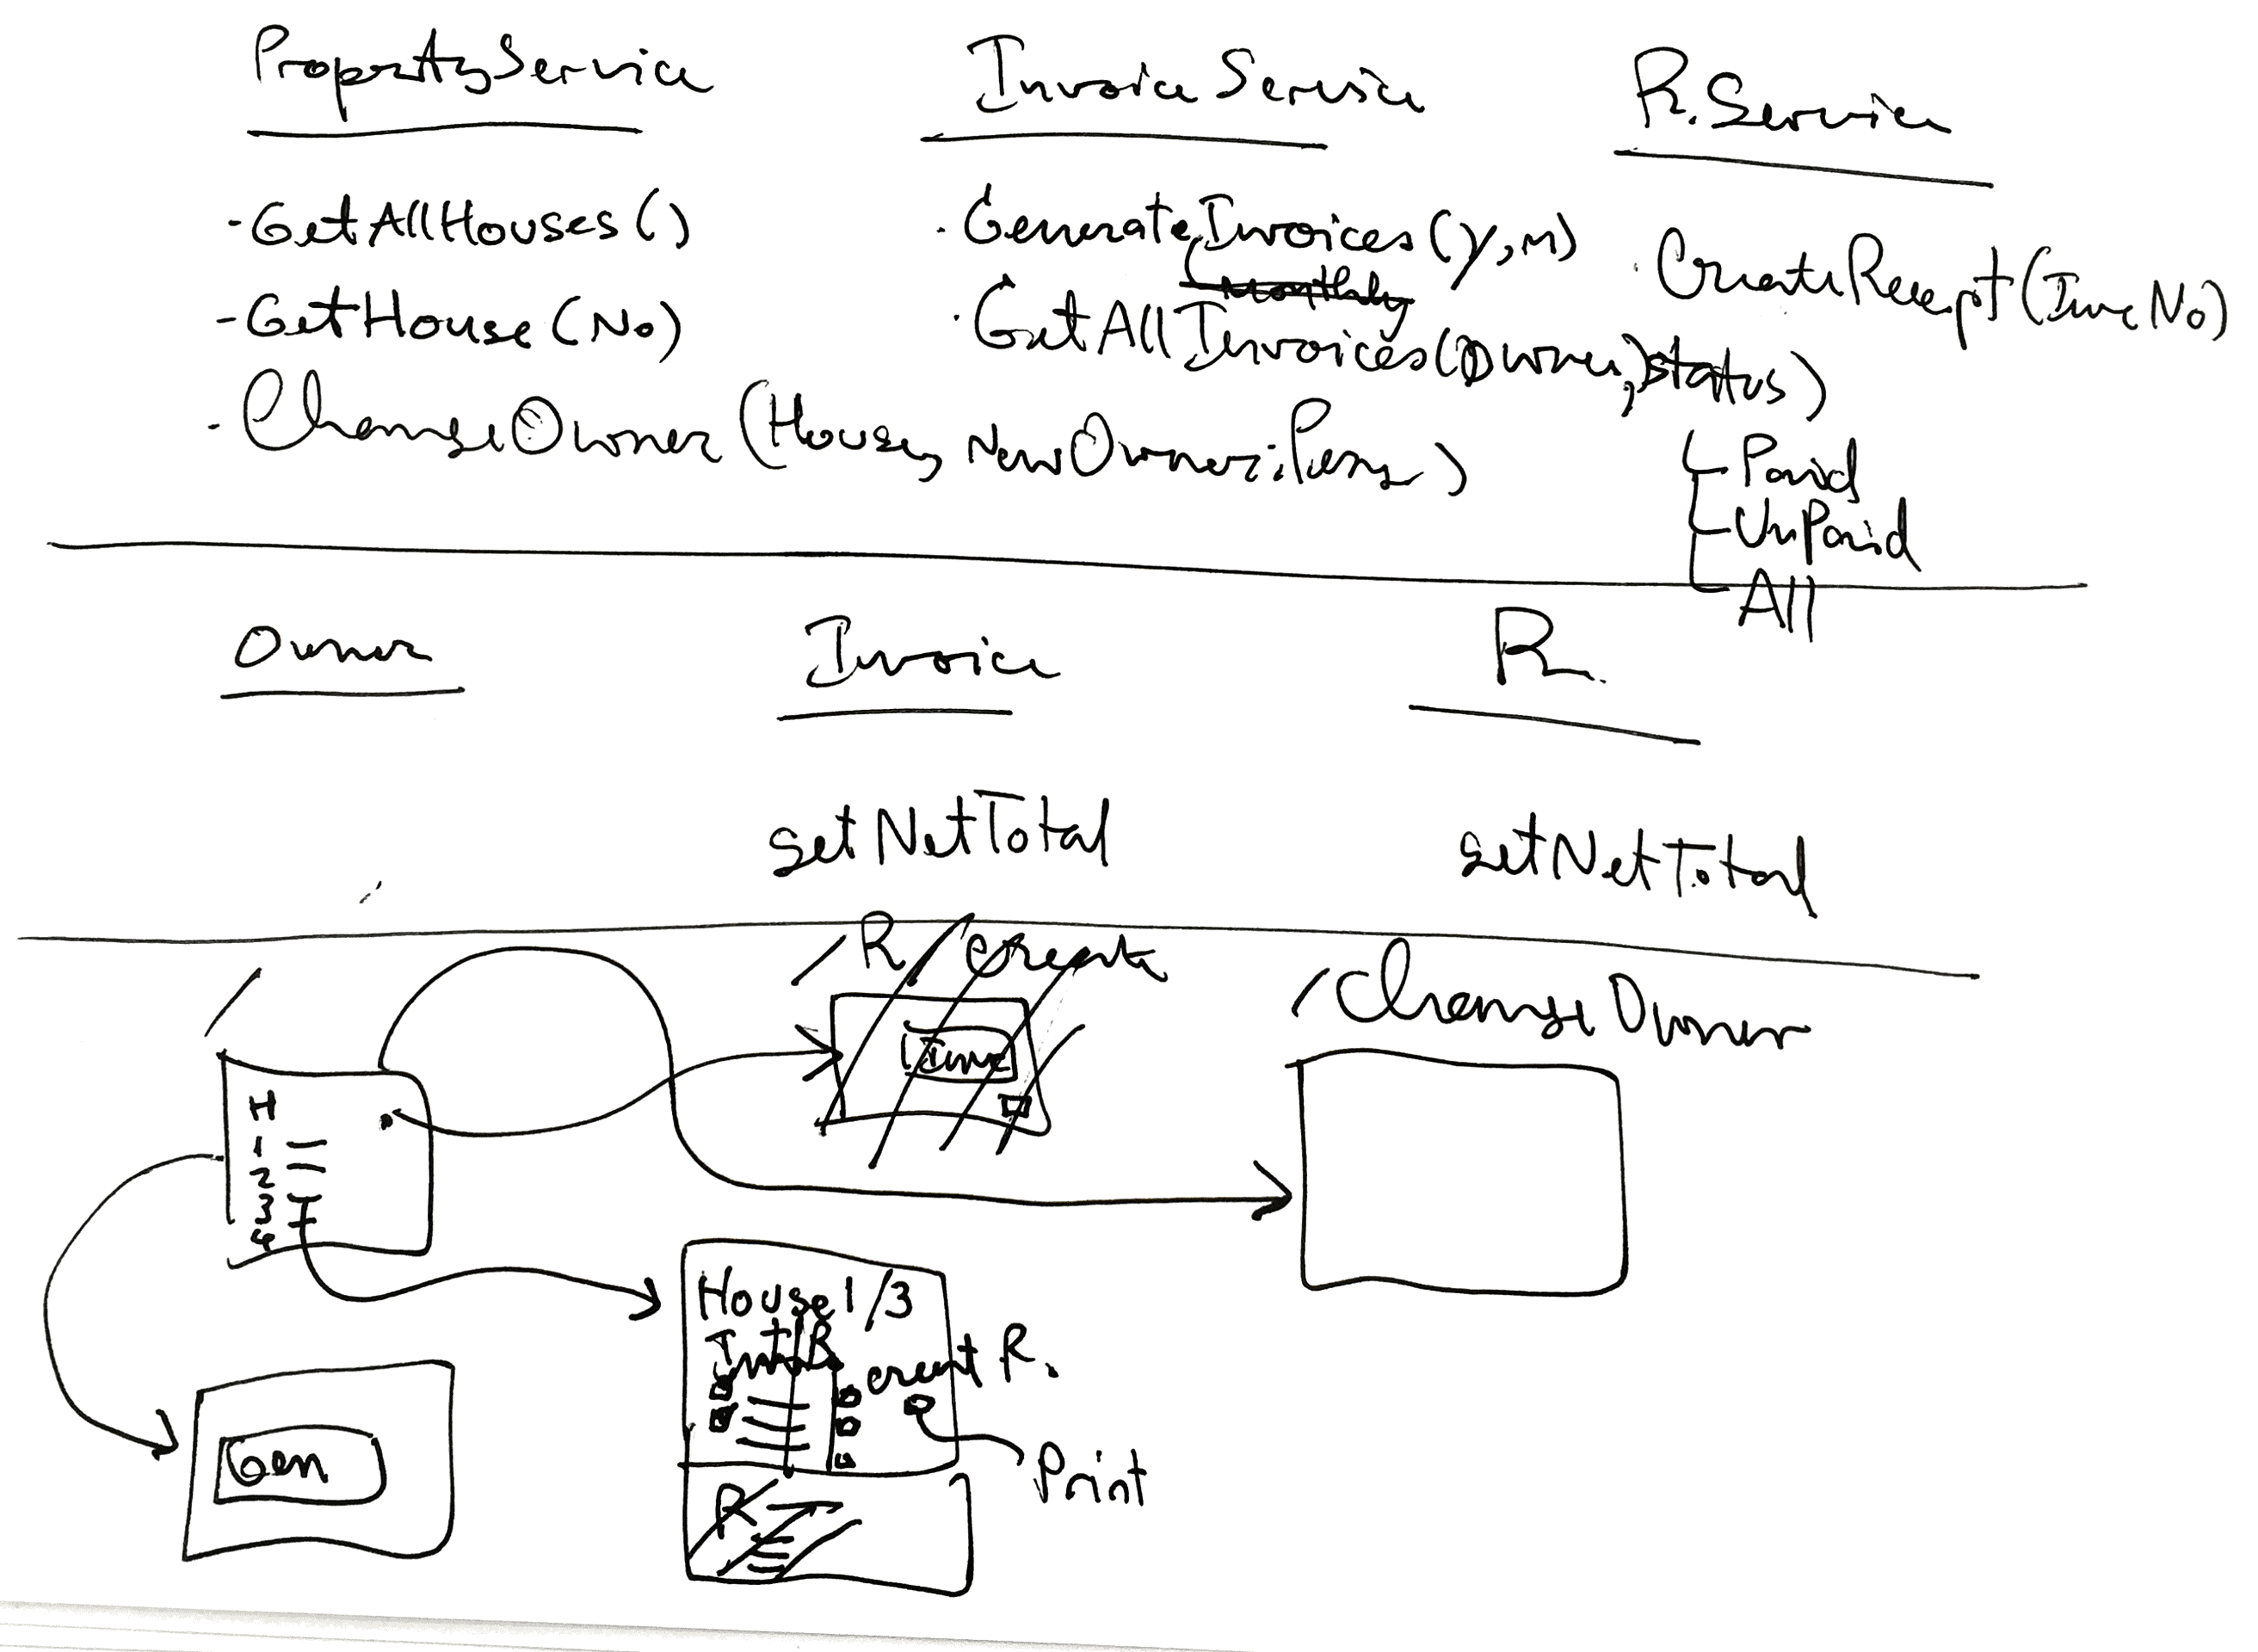 PropertyService
InvoiceService
R.Service
- GetAllHouses()
- GetHouse(No)
- ChangeOwner(House, NewOwner:Person)
- GenerateInvoices(Y,M)
Monthly
- GetAllInvoices(Owner, status)
Paid
UnPaid
All
- CreateReceipt(InvNo)
Owner
Invoice
R.
setNetTotal
setNetTotal
/
/R/create
/ChangeOwner
Inv
H
1
2
3
4
House 1/3
Inv R
creat R.
Print
R
Gen